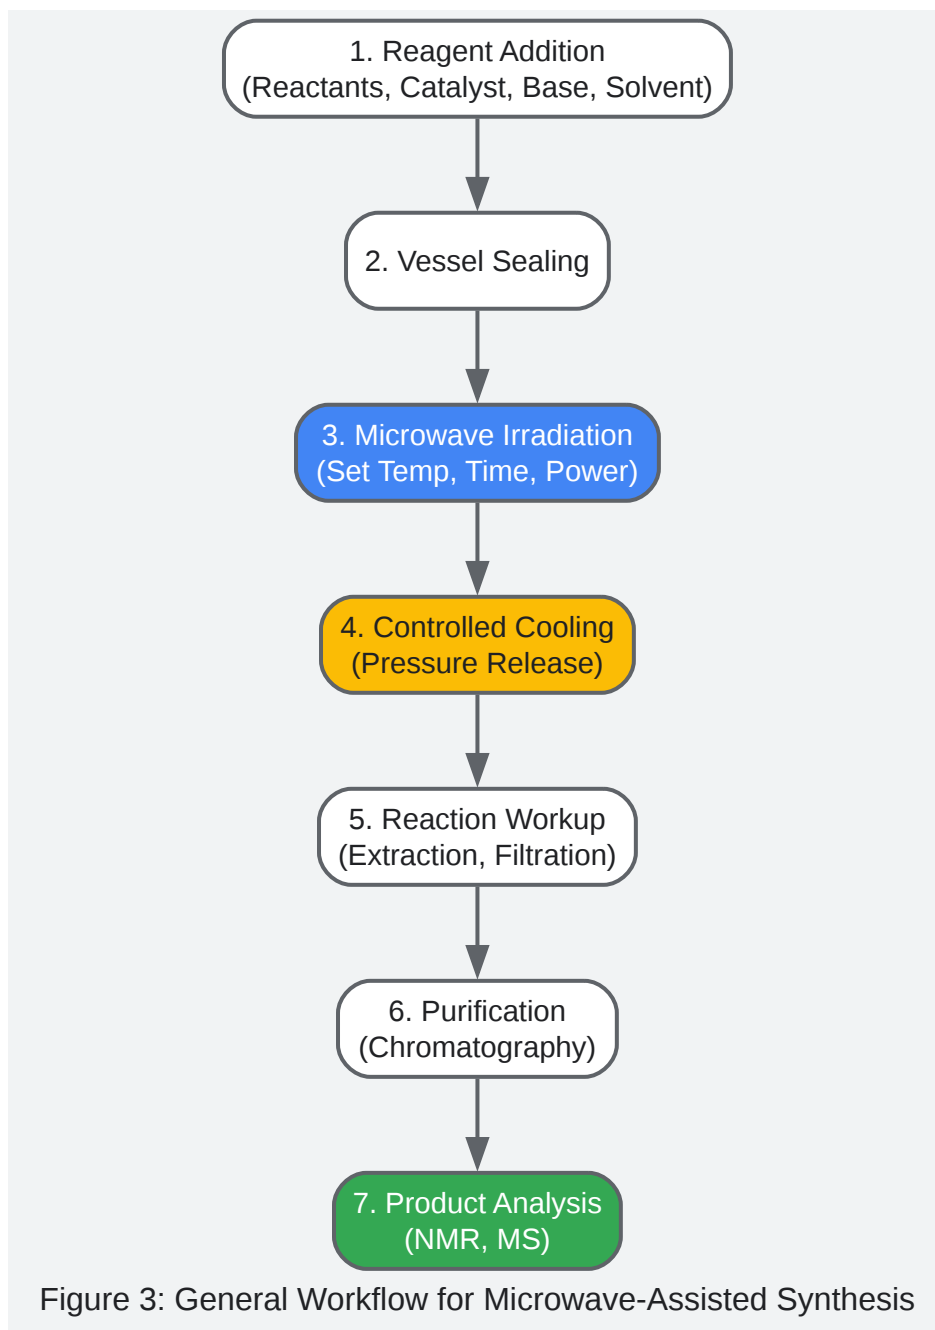 1. Reagent Addition
(Reactants, Catalyst, Base, Solvent)
2. Vessel Sealing
3. Microwave Irradiation
(Set Temp, Time, Power)
4. Controlled Cooling
(Pressure Release)
5. Reaction Workup
(Extraction, Filtration)
6. Purification
(Chromatography)
7. Product Analysis
(NMR, MS)
Figure 3: General Workflow for Microwave-Assisted Synthesis